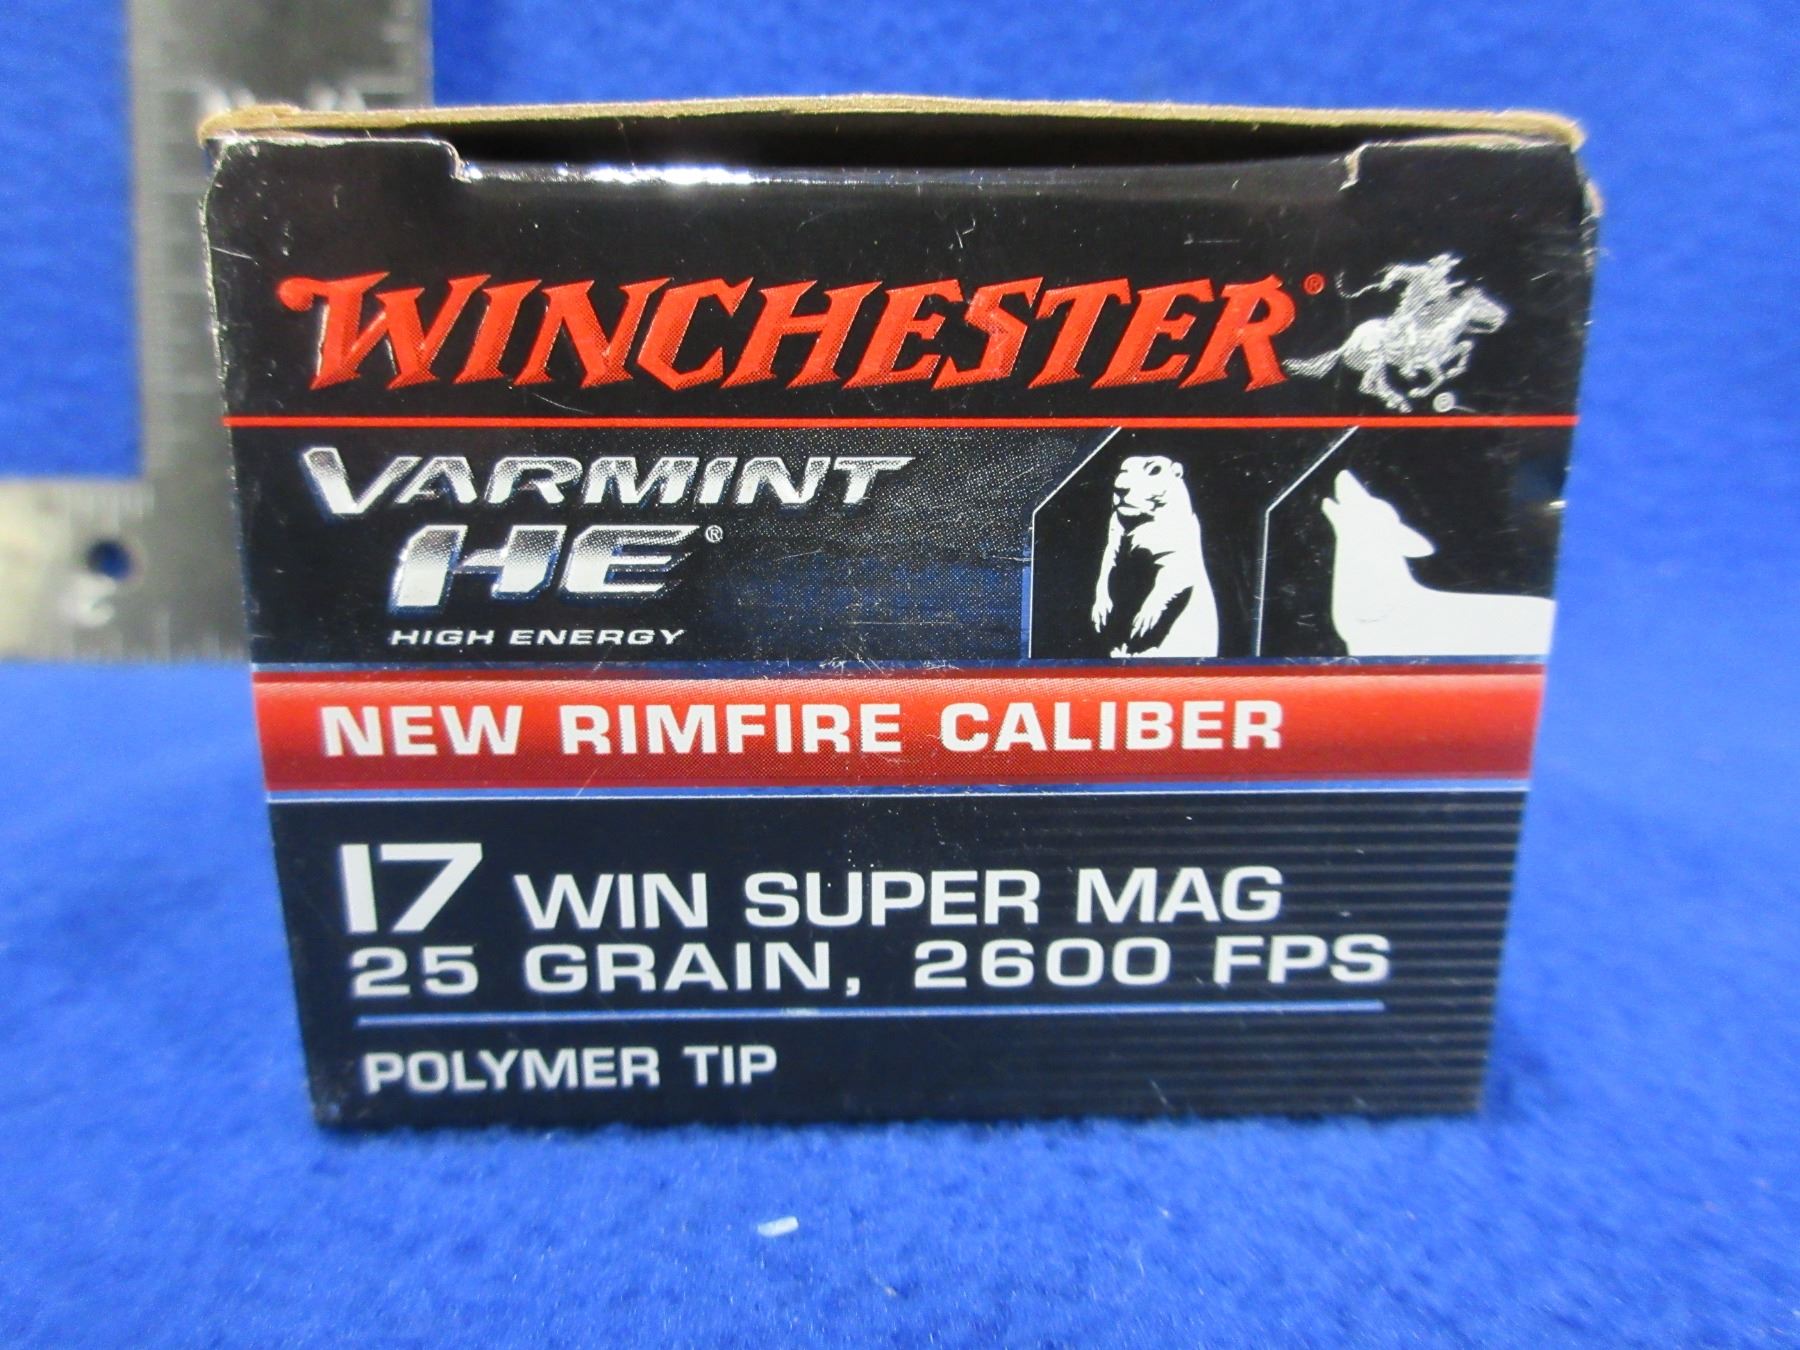 WINCHESTER®
VARMINT
HE®
HIGH ENERGY
NEW RIMFIRE CALIBER
17 WIN SUPER MAG
25 GRAIN, 2600 FPS
POLYMER TIP